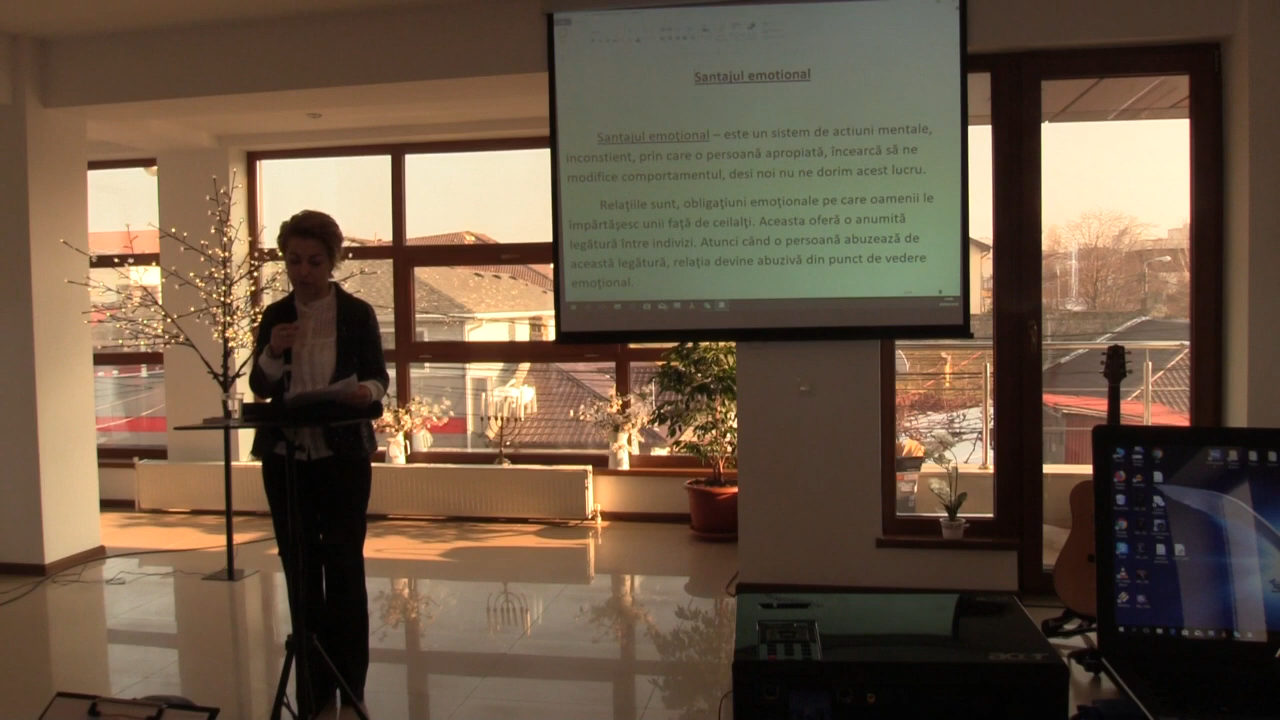 Santajul emotional
Santajul emoțional – este un sistem de actiuni mentale,
inconstient, prin care o persoană apropiată, încearcă să ne
modifice comportamentul, desi noi nu ne dorim acest lucru.
Relațiile sunt, obligațiuni emoționale pe care oamenii le
împărtășesc unii față de ceilalți. Aceasta oferă o anumită
legătură între indivizi. Atunci când o persoană abuzează de
această legătură, relația devine abuzivă din punct de vedere
emoțional.
acer